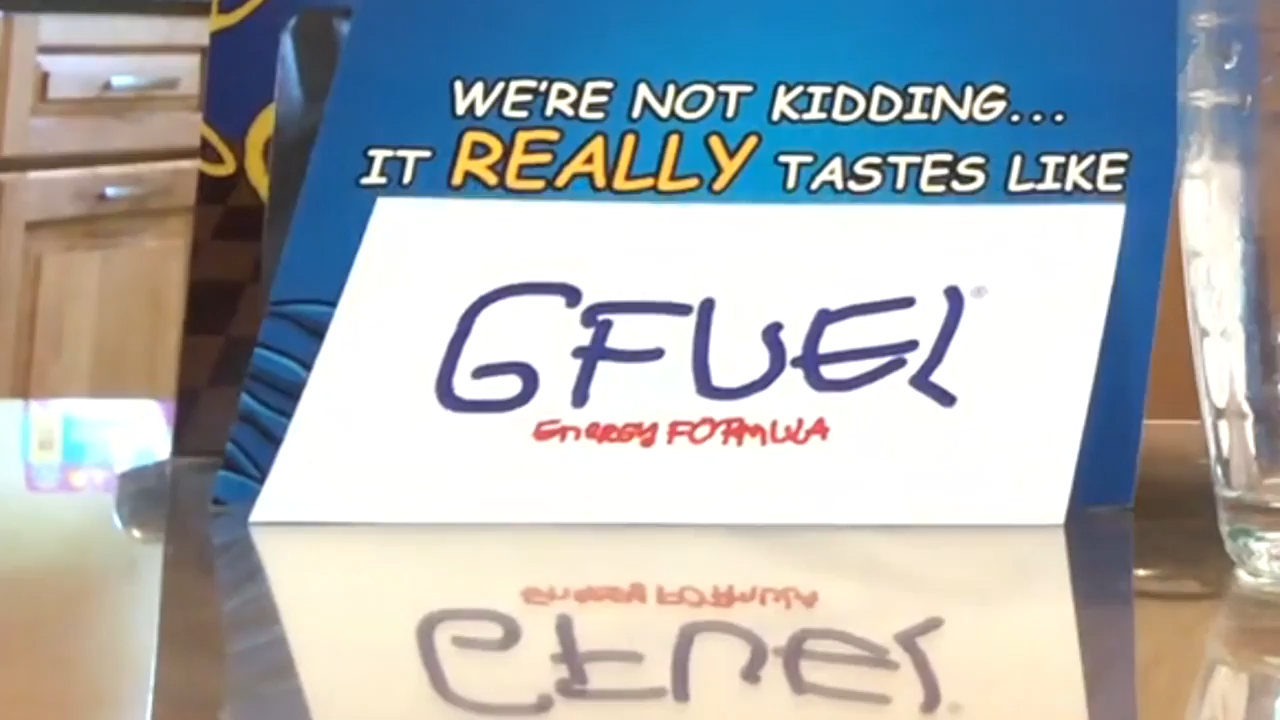 WE'RE NOT KIDDING...
IT REALLY TASTES LIKE
GFUEL®
EnERGY FORMULA